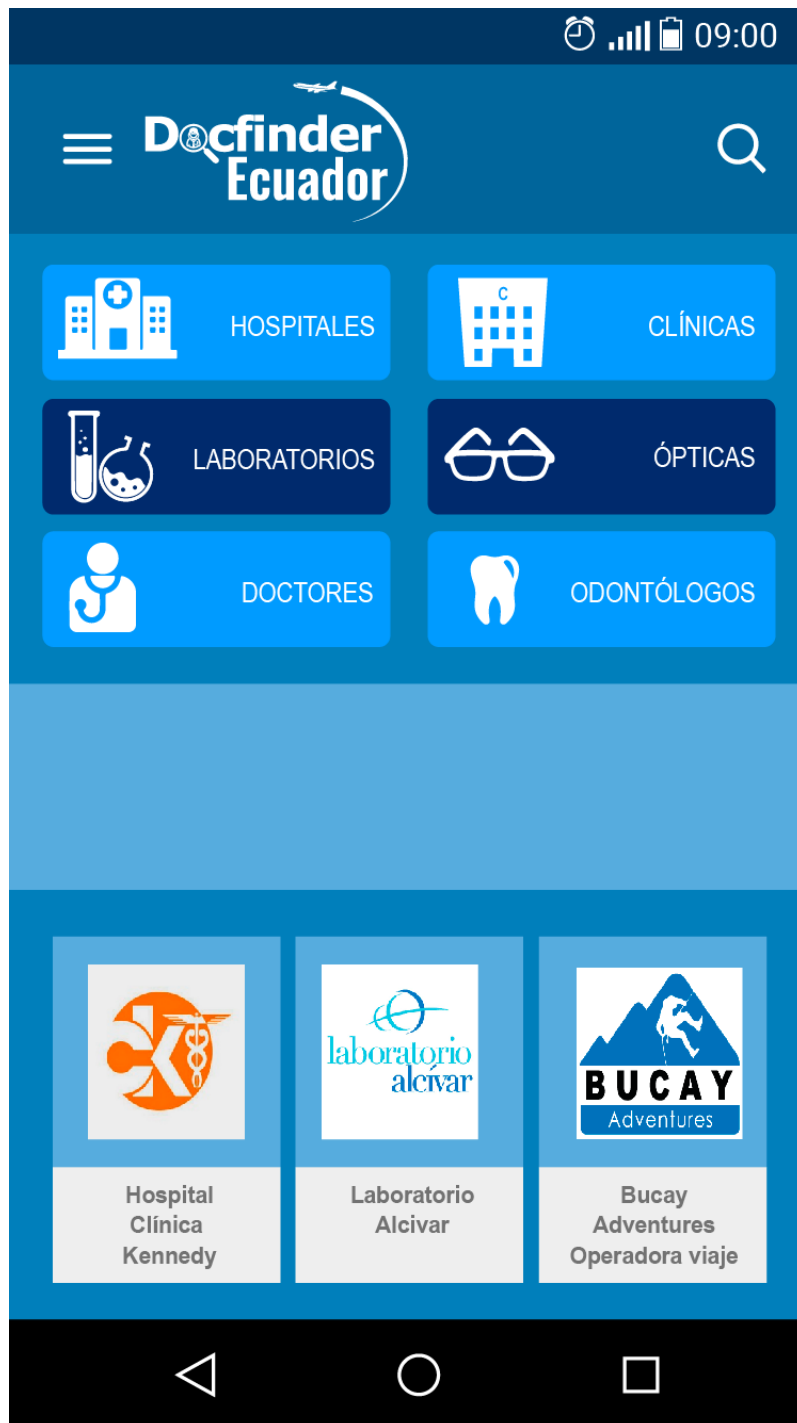 09:00
Docfinder
Ecuador
HOSPITALES
C
CLÍNICAS
LABORATORIOS
ÓPTICAS
DOCTORES
ODONTÓLOGOS
k
laboratorio
alcívar
BUCAY
Adventures
Hospital
Clínica
Kennedy
Laboratorio
Alcivar
Bucay
Adventures
Operadora viaje